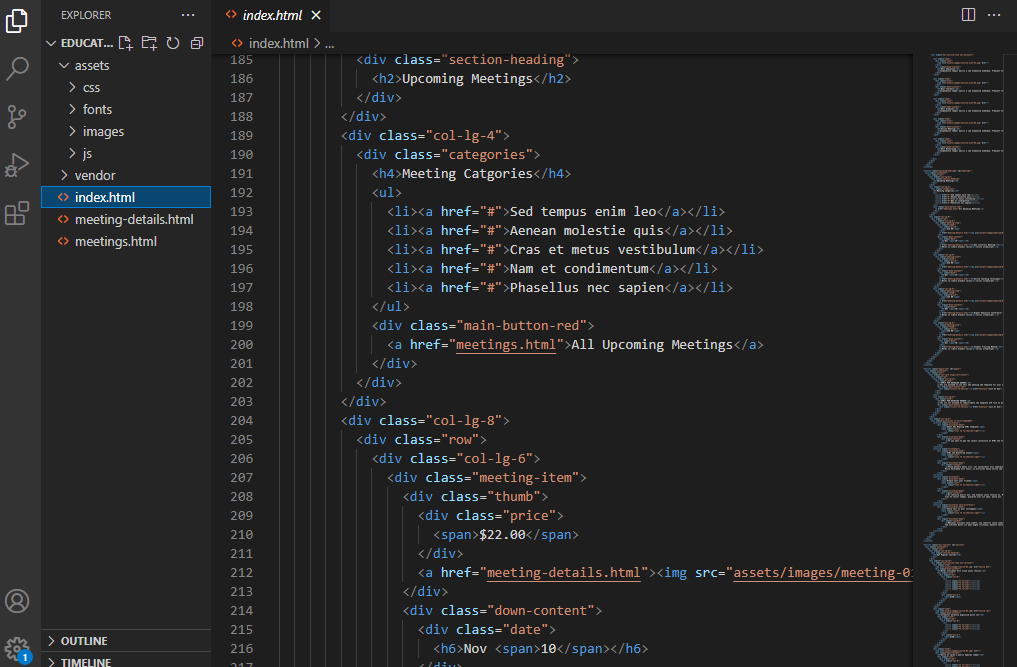 EXPLORER
EDUCAT...
assets
css
fonts
images
js
vendor
index.html
meeting-details.html
meetings.html
OUTLINE
TIMELINE
1
index.html
index.html > ...
185 <div class="section-heading">
186 <h2>Upcoming Meetings</h2>
187 </div>
188 </div>
189 <div class="col-lg-4">
190 <div class="categories">
191 <h4>Meeting Catgories</h4>
192 <ul>
193 <li><a href="#">Sed tempus enim leo</a></li>
194 <li><a href="#">Aenean molestie quis</a></li>
195 <li><a href="#">Cras et metus vestibulum</a></li>
196 <li><a href="#">Nam et condimentum</a></li>
197 <li><a href="#">Phasellus nec sapien</a></li>
198 </ul>
199 <div class="main-button-red">
200 <a href="meetings.html">All Upcoming Meetings</a>
201 </div>
202 </div>
203 </div>
204 <div class="col-lg-8">
205 <div class="row">
206 <div class="col-lg-6">
207 <div class="meeting-item">
208 <div class="thumb">
209 <div class="price">
210 <span>$22.00</span>
211 </div>
212 <a href="meeting-details.html"><img src="assets/images/meeting-01
213 </div>
214 <div class="down-content">
215 <div class="date">
216 <h6>Nov <span>10</span></h6>
217 </div>